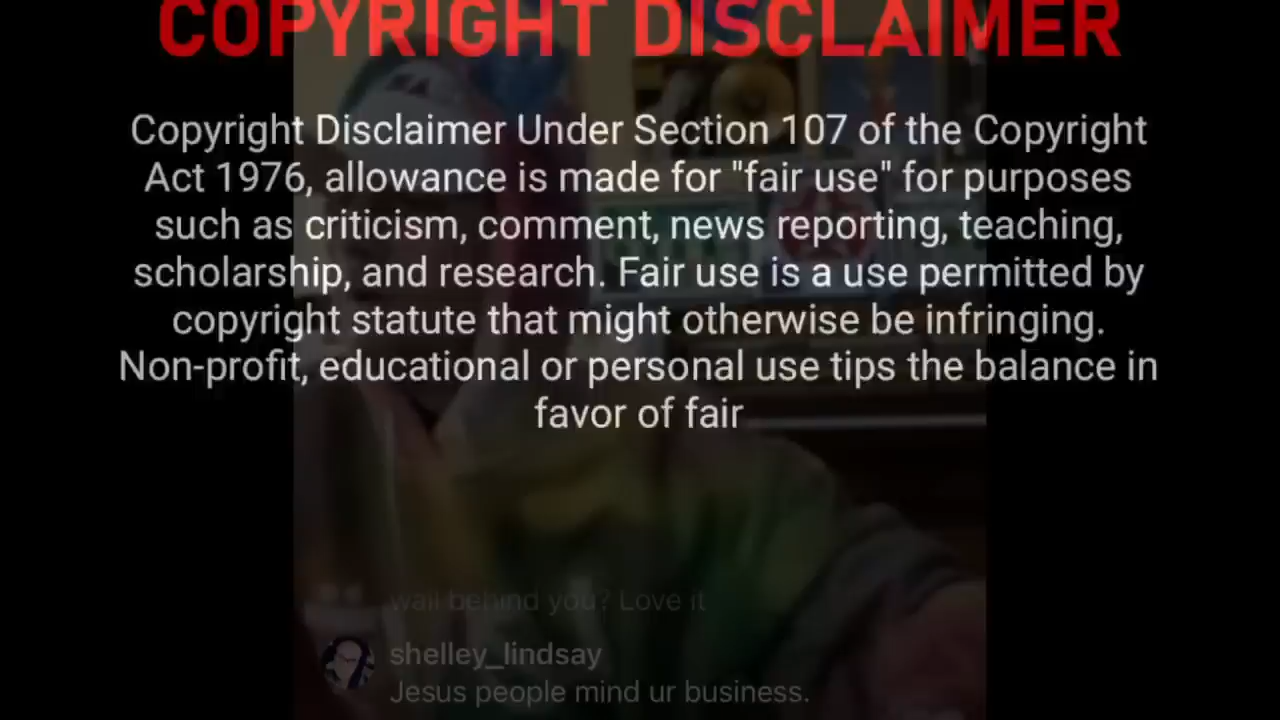 COPYRIGHT DISCLAIMER
Copyright Disclaimer Under Section 107 of the Copyright
Act 1976, allowance is made for "fair use" for purposes
such as criticism, comment, news reporting, teaching,
scholarship, and research. Fair use is a use permitted by
copyright statute that might otherwise be infringing.
Non-profit, educational or personal use tips the balance in
favor of fair
wall behind you? Love it
shelley_lindsay
Jesus people mind ur business.